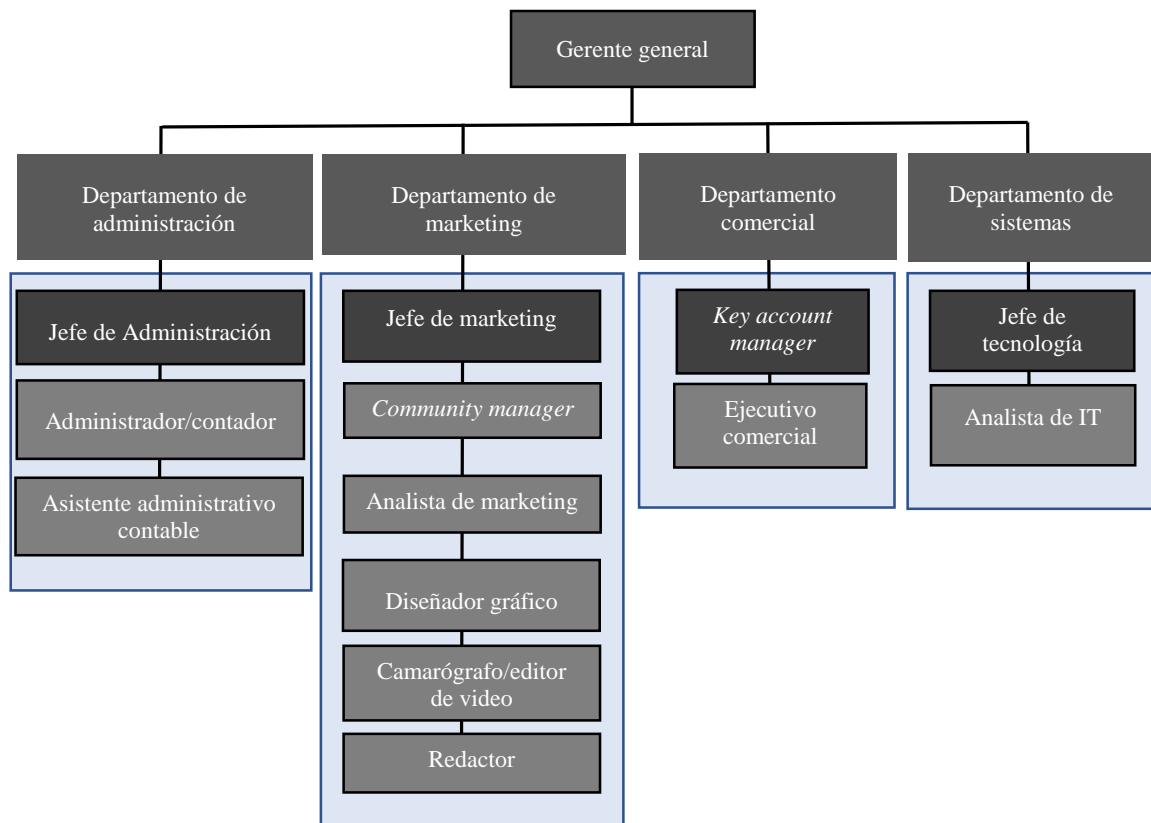 Gerente general
Departamento de
administración
Departamento de
marketing
Departamento
comercial
Departamento de
sistemas
Jefe de Administración
Administrador/contador
Asistente administrativo
contable
Jefe de marketing
Community manager
Analista de marketing
Diseñador gráfico
Camarógrafo/editor
de video
Redactor
Key account
manager
Ejecutivo
comercial
Jefe de
tecnología
Analista de IT